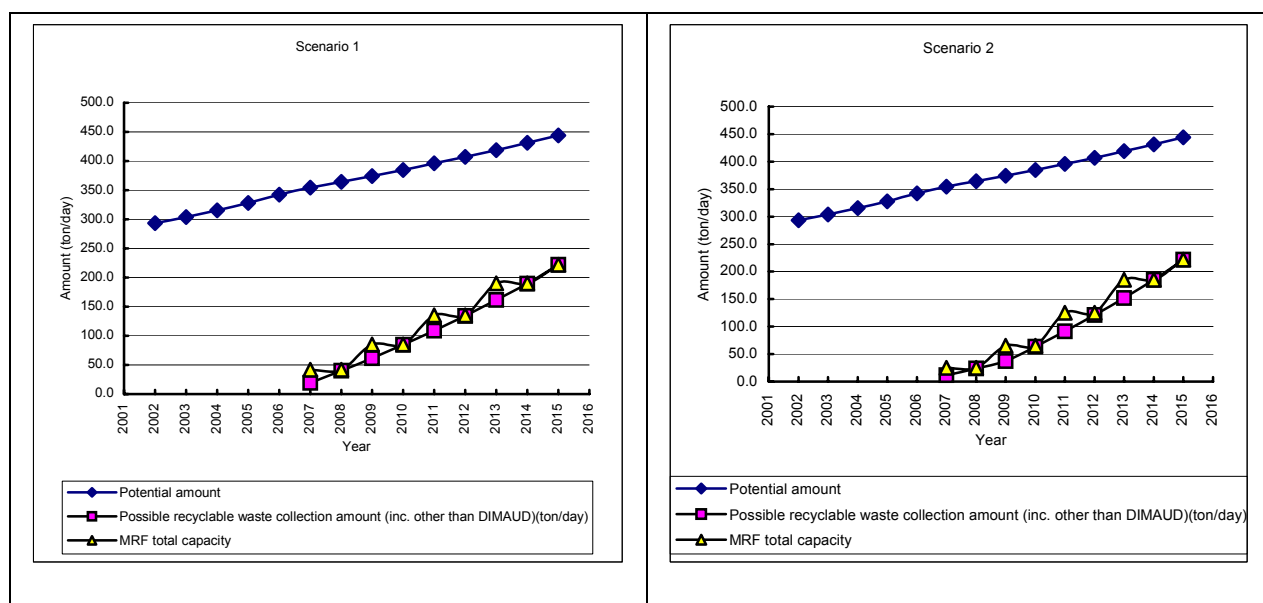 Scenario 1
500.0
450.0
400.0
350.0
300.0
250.0
200.0
150.0
100.0
50.0
0.0
Amount (ton/day)
2001 2002 2003 2004 2005 2006 2007 2008 2009 2010 2011 2012 2013 2014 2015 2016
Year
Potential amount
Possible recyclable waste collection amount (inc. other than DIMAUD)(ton/day)
MRF total capacity
Scenario 2
500.0
450.0
400.0
350.0
300.0
250.0
200.0
150.0
100.0
50.0
0.0
Amount (ton/day)
2001 2002 2003 2004 2005 2006 2007 2008 2009 2010 2011 2012 2013 2014 2015 2016
Year
Potential amount
Possible recyclable waste collection amount (inc. other than DIMAUD)(ton/day)
MRF total capacity